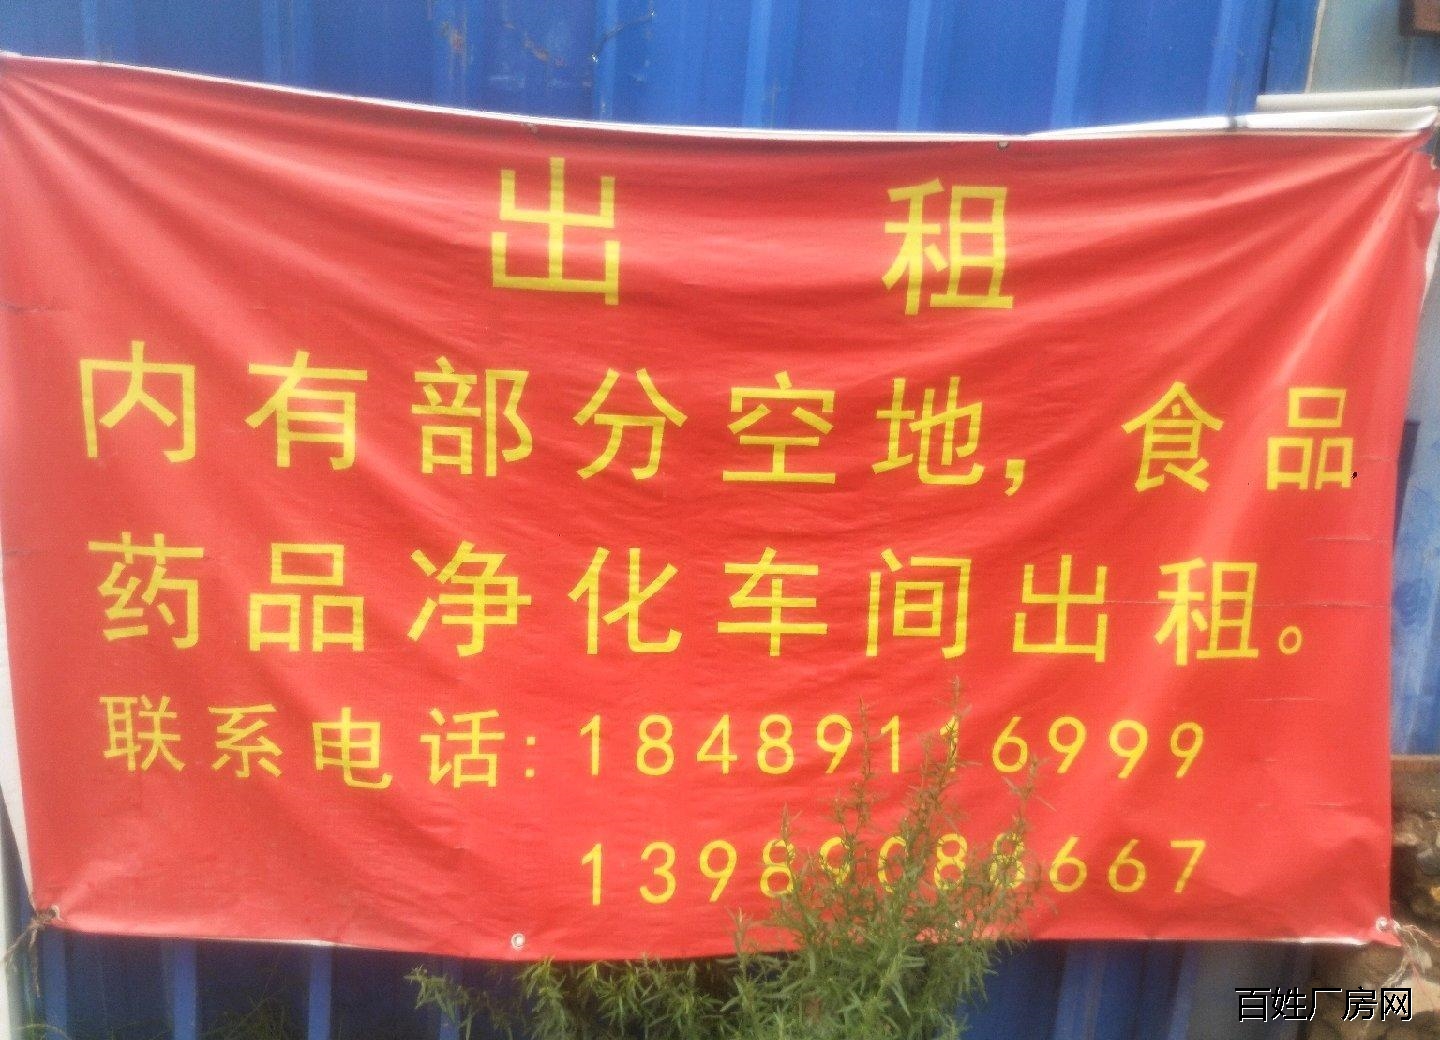 出 租
内有部分空地，食品
药品净化车间出租。
联系电话:
百姓厂房网